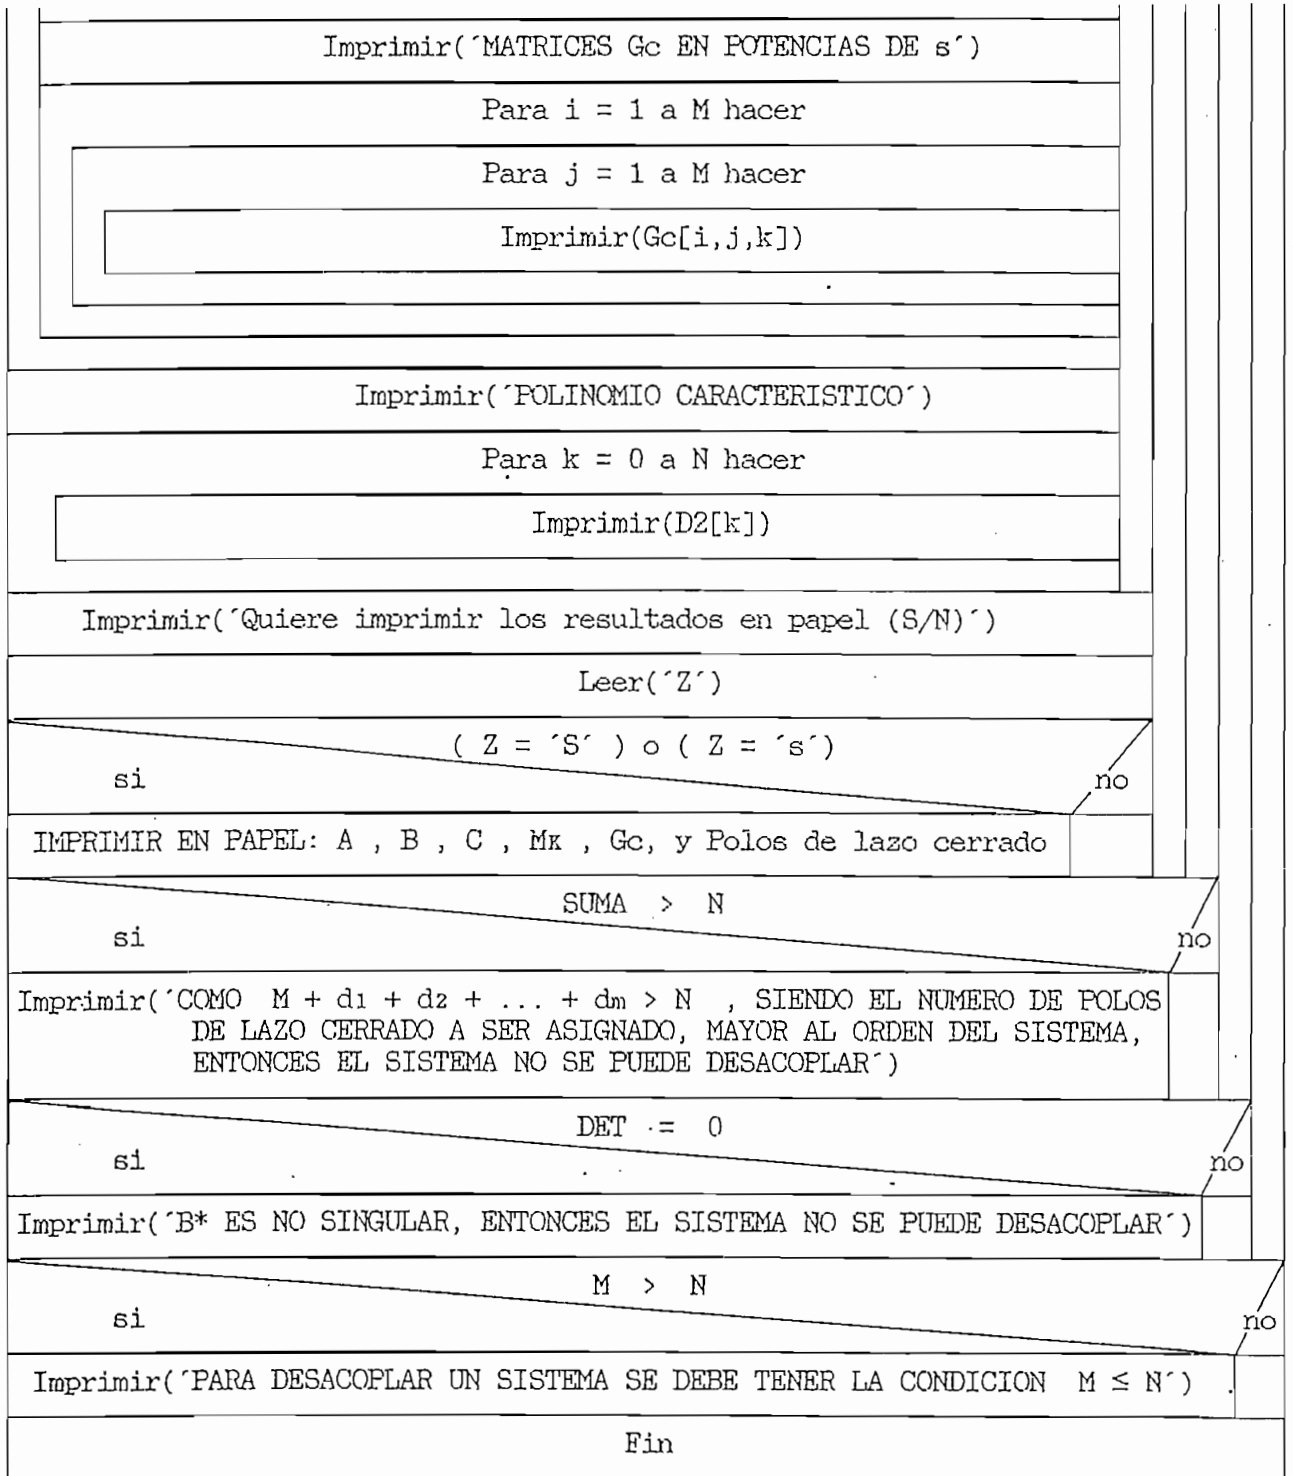 Imprimir(´MATRICES Gc EN POTENCIAS DE s´)
Para i = 1 a M hacer
Para j = 1 a M hacer
Imprimir(Gc[i,j,k])
Imprimir(´POLINOMIO CARACTERISTICO´)
Para k = 0 a N hacer
Imprimir(D2[k])
Imprimir(´Quiere imprimir los resultados en papel (S/N)´)
Leer(´Z´)
( Z = ´S´ ) o ( Z = ´s´)
si no
IMPRIMIR EN PAPEL: A , B , C , MK , Gc, y Polos de lazo cerrado
SUMA > N
si no
Imprimir(´COMO M + d1 + d2 + ... + dm > N , SIENDO EL NUMERO DE POLOS
DE LAZO CERRADO A SER ASIGNADO, MAYOR AL ORDEN DEL SISTEMA,
ENTONCES EL SISTEMA NO SE PUEDE DESACOPLAR´)
DET = 0
si no
Imprimir(´B* ES NO SINGULAR, ENTONCES EL SISTEMA NO SE PUEDE DESACOPLAR´)
M > N
si no
Imprimir(´PARA DESACOPLAR UN SISTEMA SE DEBE TENER LA CONDICION M ≤ N´)
Fin